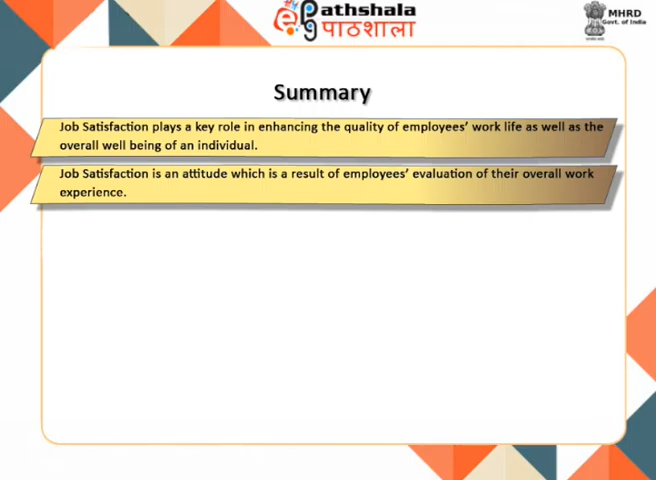 ePG Pathshala
पाठशाला
MHRD
Govt. of India
Summary
Job Satisfaction plays a key role in enhancing the quality of employees’ work life as well as the
overall well being of an individual.
Job Satisfaction is an attitude which is a result of employees’ evaluation of their overall work
experience.